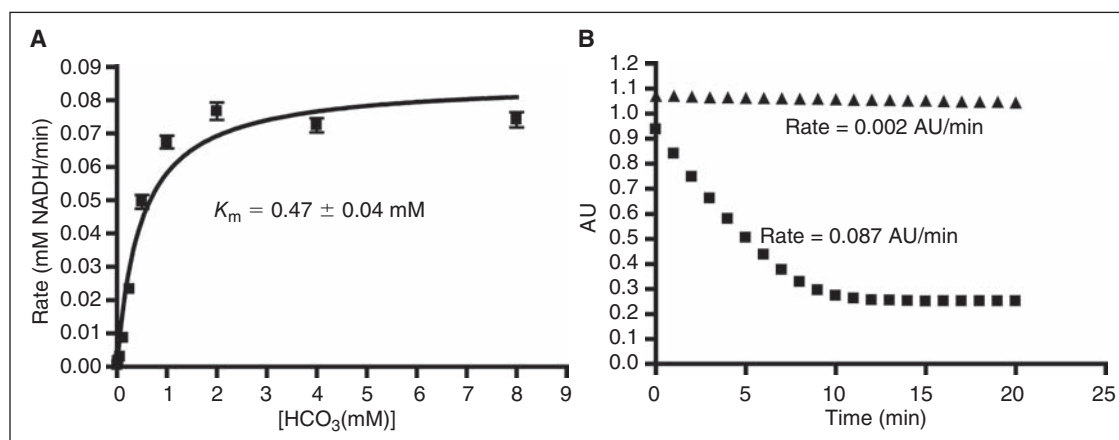 A
0.09
0.08
0.07
0.06
0.05
0.04
0.03
0.02
0.01
0.00
Rate (mM NADH/min)
K_m = 0.47 ± 0.04 mM
0 1 2 3 4 5 6 7 8 9
[HCO3(mM)]
B
1.2
1.1
1.0
0.9
0.8
0.7
0.6
0.5
0.4
0.3
0.2
0.1
0.0
AU
Rate = 0.002 AU/min
Rate = 0.087 AU/min
0 5 10 15 20 25
Time (min)